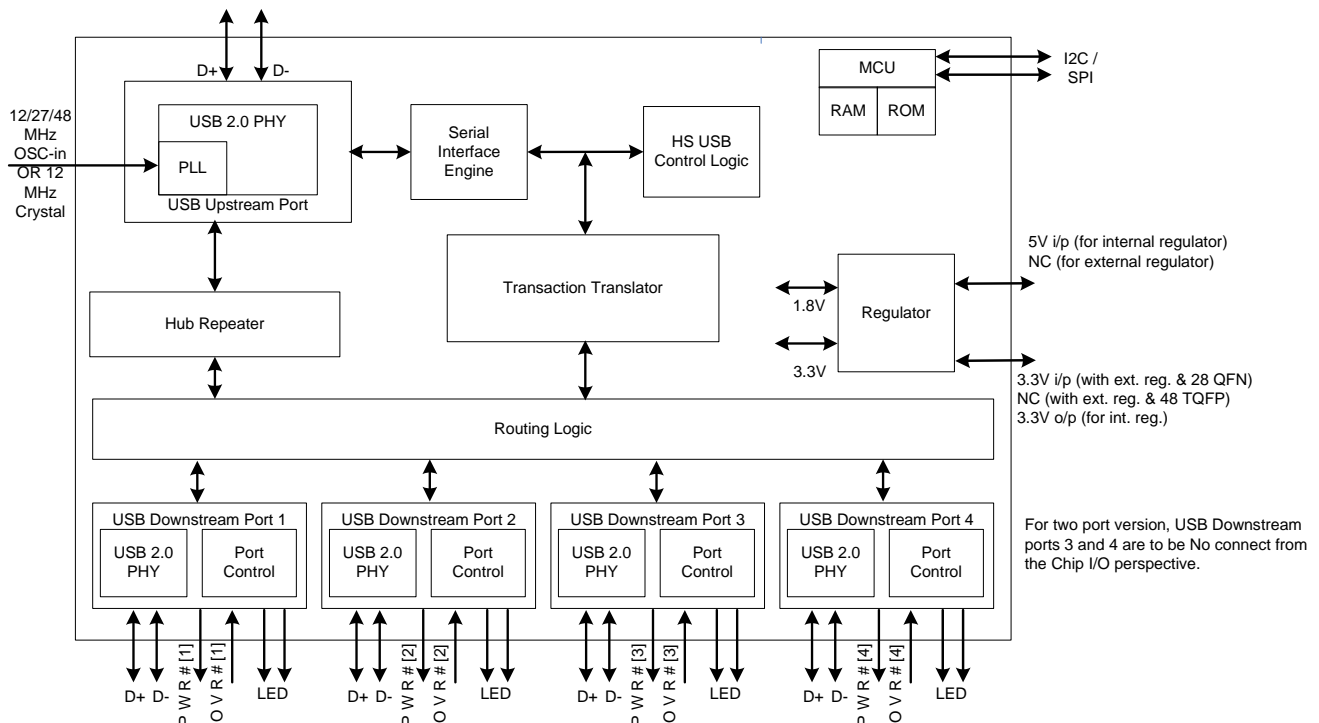 D+
D-
12/27/48
MHz
OSC-in
OR 12
MHz
Crystal
USB 2.0 PHY
PLL
USB Upstream Port
Serial
Interface
Engine
HS USB
Control Logic
MCU
RAM
ROM
I2C /
SPI
5V i/p (for internal regulator)
NC (for external regulator)
Hub Repeater
Transaction Translator
1.8V
3.3V
Regulator
3.3V i/p (with ext. reg. & 28 QFN)
NC (with ext. reg. & 48 TQFP)
3.3V o/p (for int. reg.)
Routing Logic
USB Downstream Port 1
USB 2.0
PHY
Port
Control
USB Downstream Port 2
USB 2.0
PHY
Port
Control
USB Downstream Port 3
USB 2.0
PHY
Port
Control
USB Downstream Port 4
USB 2.0
PHY
Port
Control
For two port version, USB Downstream
ports 3 and 4 are to be No connect from
the Chip I/O perspective.
D+
D-
P W R # [1]
O V R # [1]
LED
D+
D-
P W R # [2]
O V R # [2]
LED
D+
D-
P W R # [3]
O V R # [3]
LED
D+
D-
P W R # [4]
O V R # [4]
LED